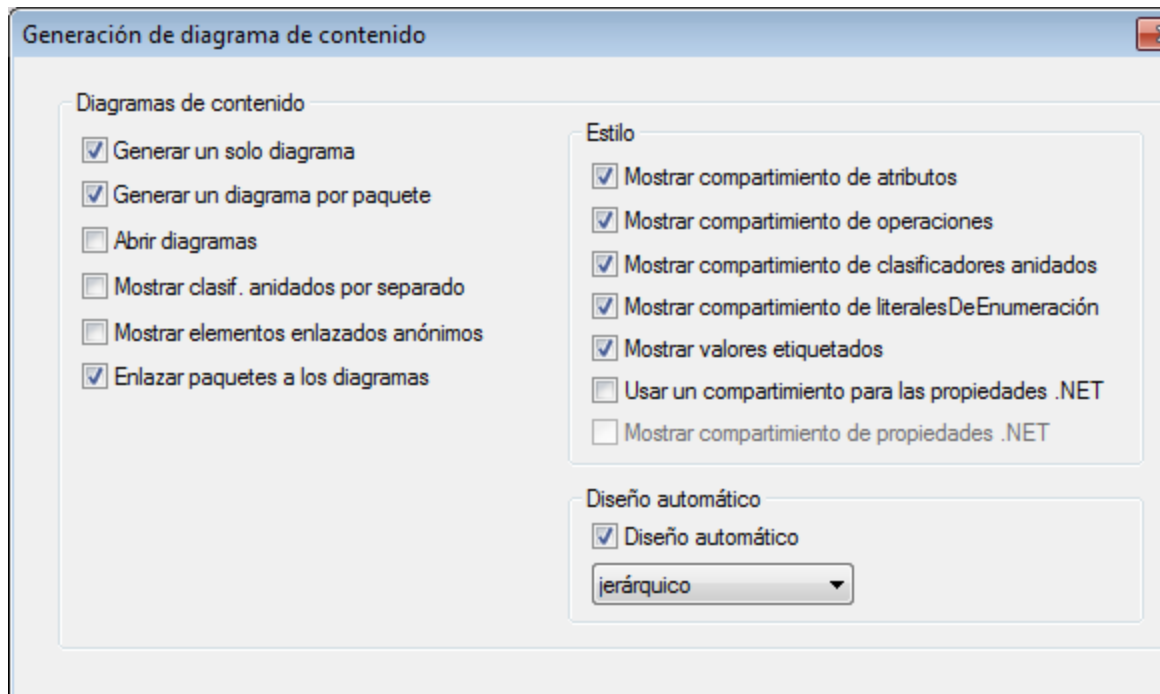 Generación de diagrama de contenido
Diagramas de contenido
Generar un solo diagrama
Generar un diagrama por paquete
Abrir diagramas
Mostrar clasif. anidados por separado
Mostrar elementos enlazados anónimos
Enlazar paquetes a los diagramas
Estilo
Mostrar compartimiento de atributos
Mostrar compartimiento de operaciones
Mostrar compartimiento de clasificadores anidados
Mostrar compartimiento de literalesDeEnumeración
Mostrar valores etiquetados
Usar un compartimiento para las propiedades .NET
Mostrar compartimiento de propiedades .NET
Diseño automático
Diseño automático
jerárquico